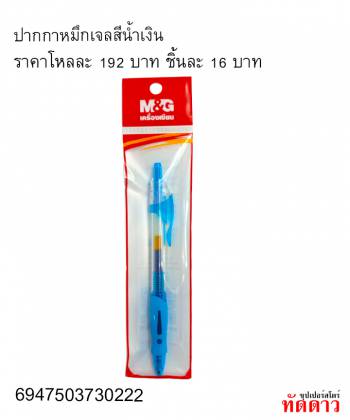 ปากกาหมึกเจลสีน้ำเงิน
ราคาโหลละ 192 บาท ชิ้นละ 16 บาท
M&G
เครื่องเขียน
6947503730222
ซุปเปอร์สโตร์
ทัดดาว